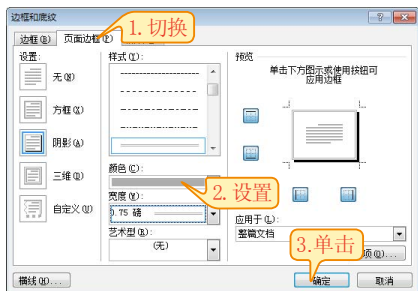 边框和底纹
边框(B) 页面边框(P)
1.切换
设置:
无(N)
方框(X)
阴影(A)
三维(D)
自定义(U)
样式(Y):
颜色(C):
2.设置
宽度(W):
0.75 磅
艺术型(R):
(无)
预览
单击下方图示或使用按钮可
应用边框
应用于(L):
整篇文档
3.单击
项(O)...
横线(H)...
确定
取消